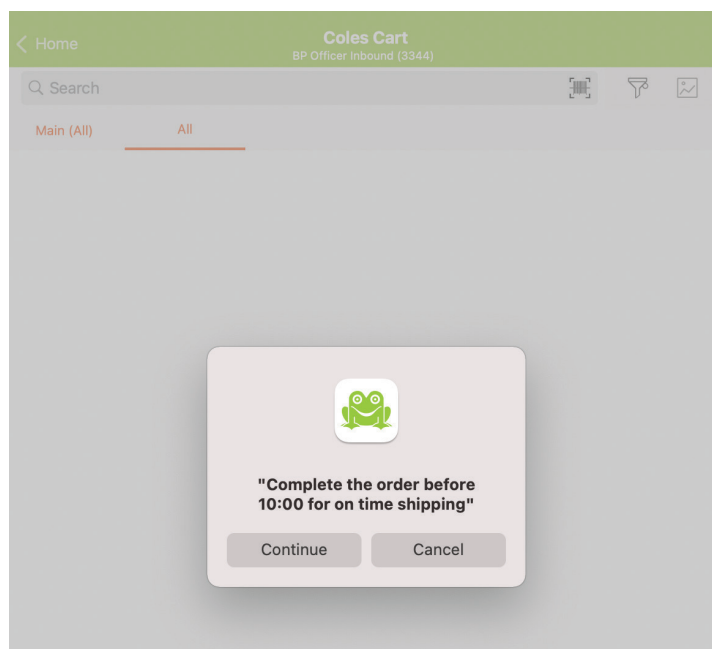 Home
Coles Cart
BP Officer Inbound (3344)
Search
Main (All)
All
"Complete the order before
10:00 for on time shipping"
Continue
Cancel